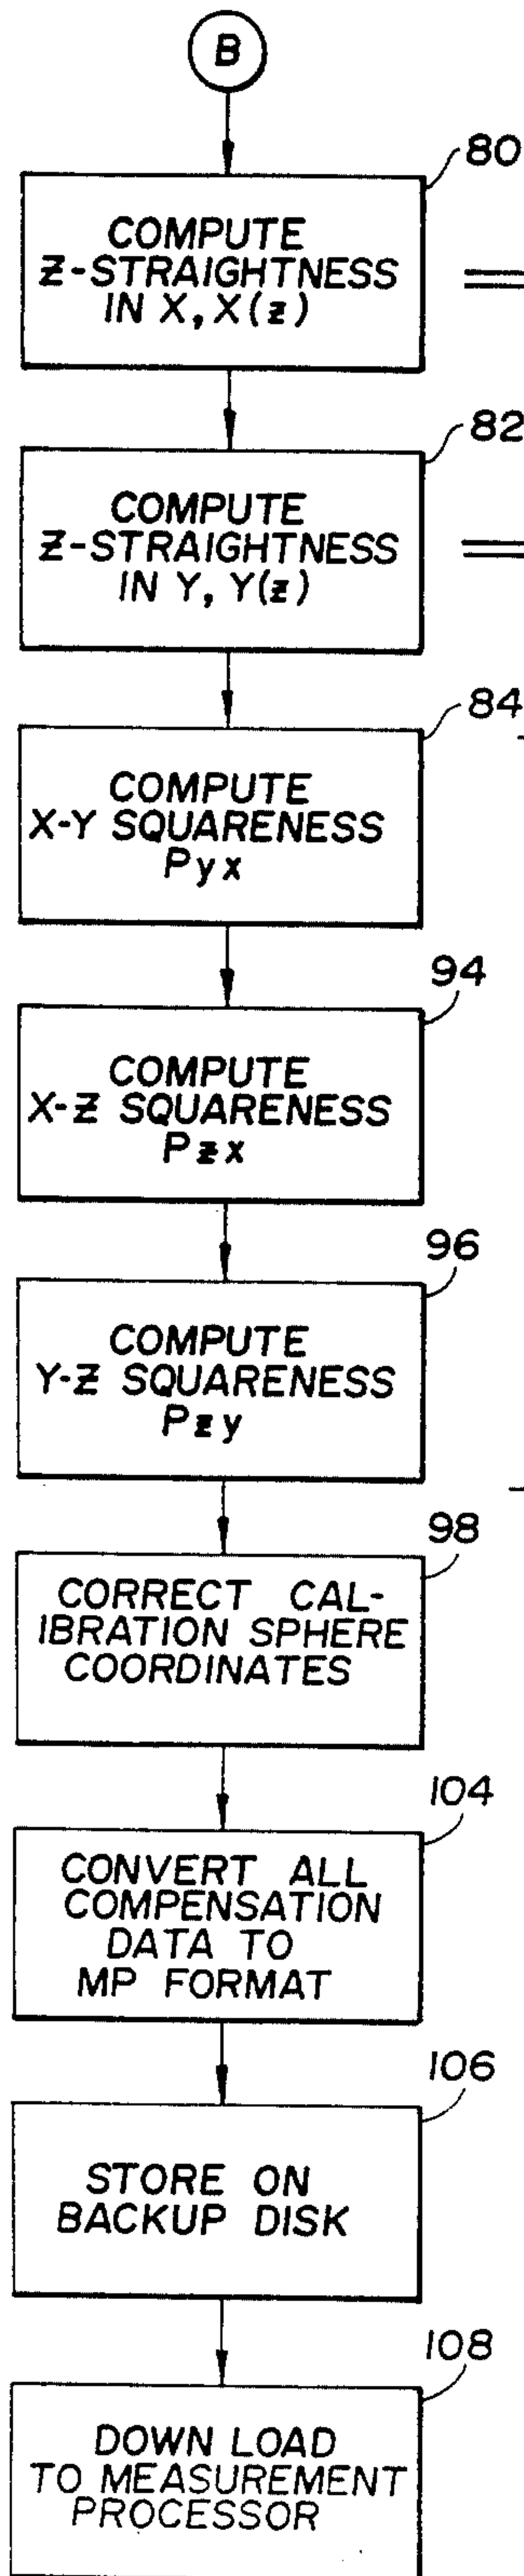 B
80
COMPUTE
Z-STRAIGHTNESS
IN X, X(z)
82
COMPUTE
Z-STRAIGHTNESS
IN Y, Y(z)
84
COMPUTE
X-Y SQUARENESS
Pyx
94
COMPUTE
X-Z SQUARENESS
Pzx
96
COMPUTE
Y-Z SQUARENESS
Pzy
98
CORRECT CAL-
IBRATION SPHERE
COORDINATES
104
CONVERT ALL
COMPENSATION
DATA TO
MP FORMAT
106
STORE ON
BACKUP DISK
108
DOWN LOAD
TO MEASUREMENT
PROCESSOR